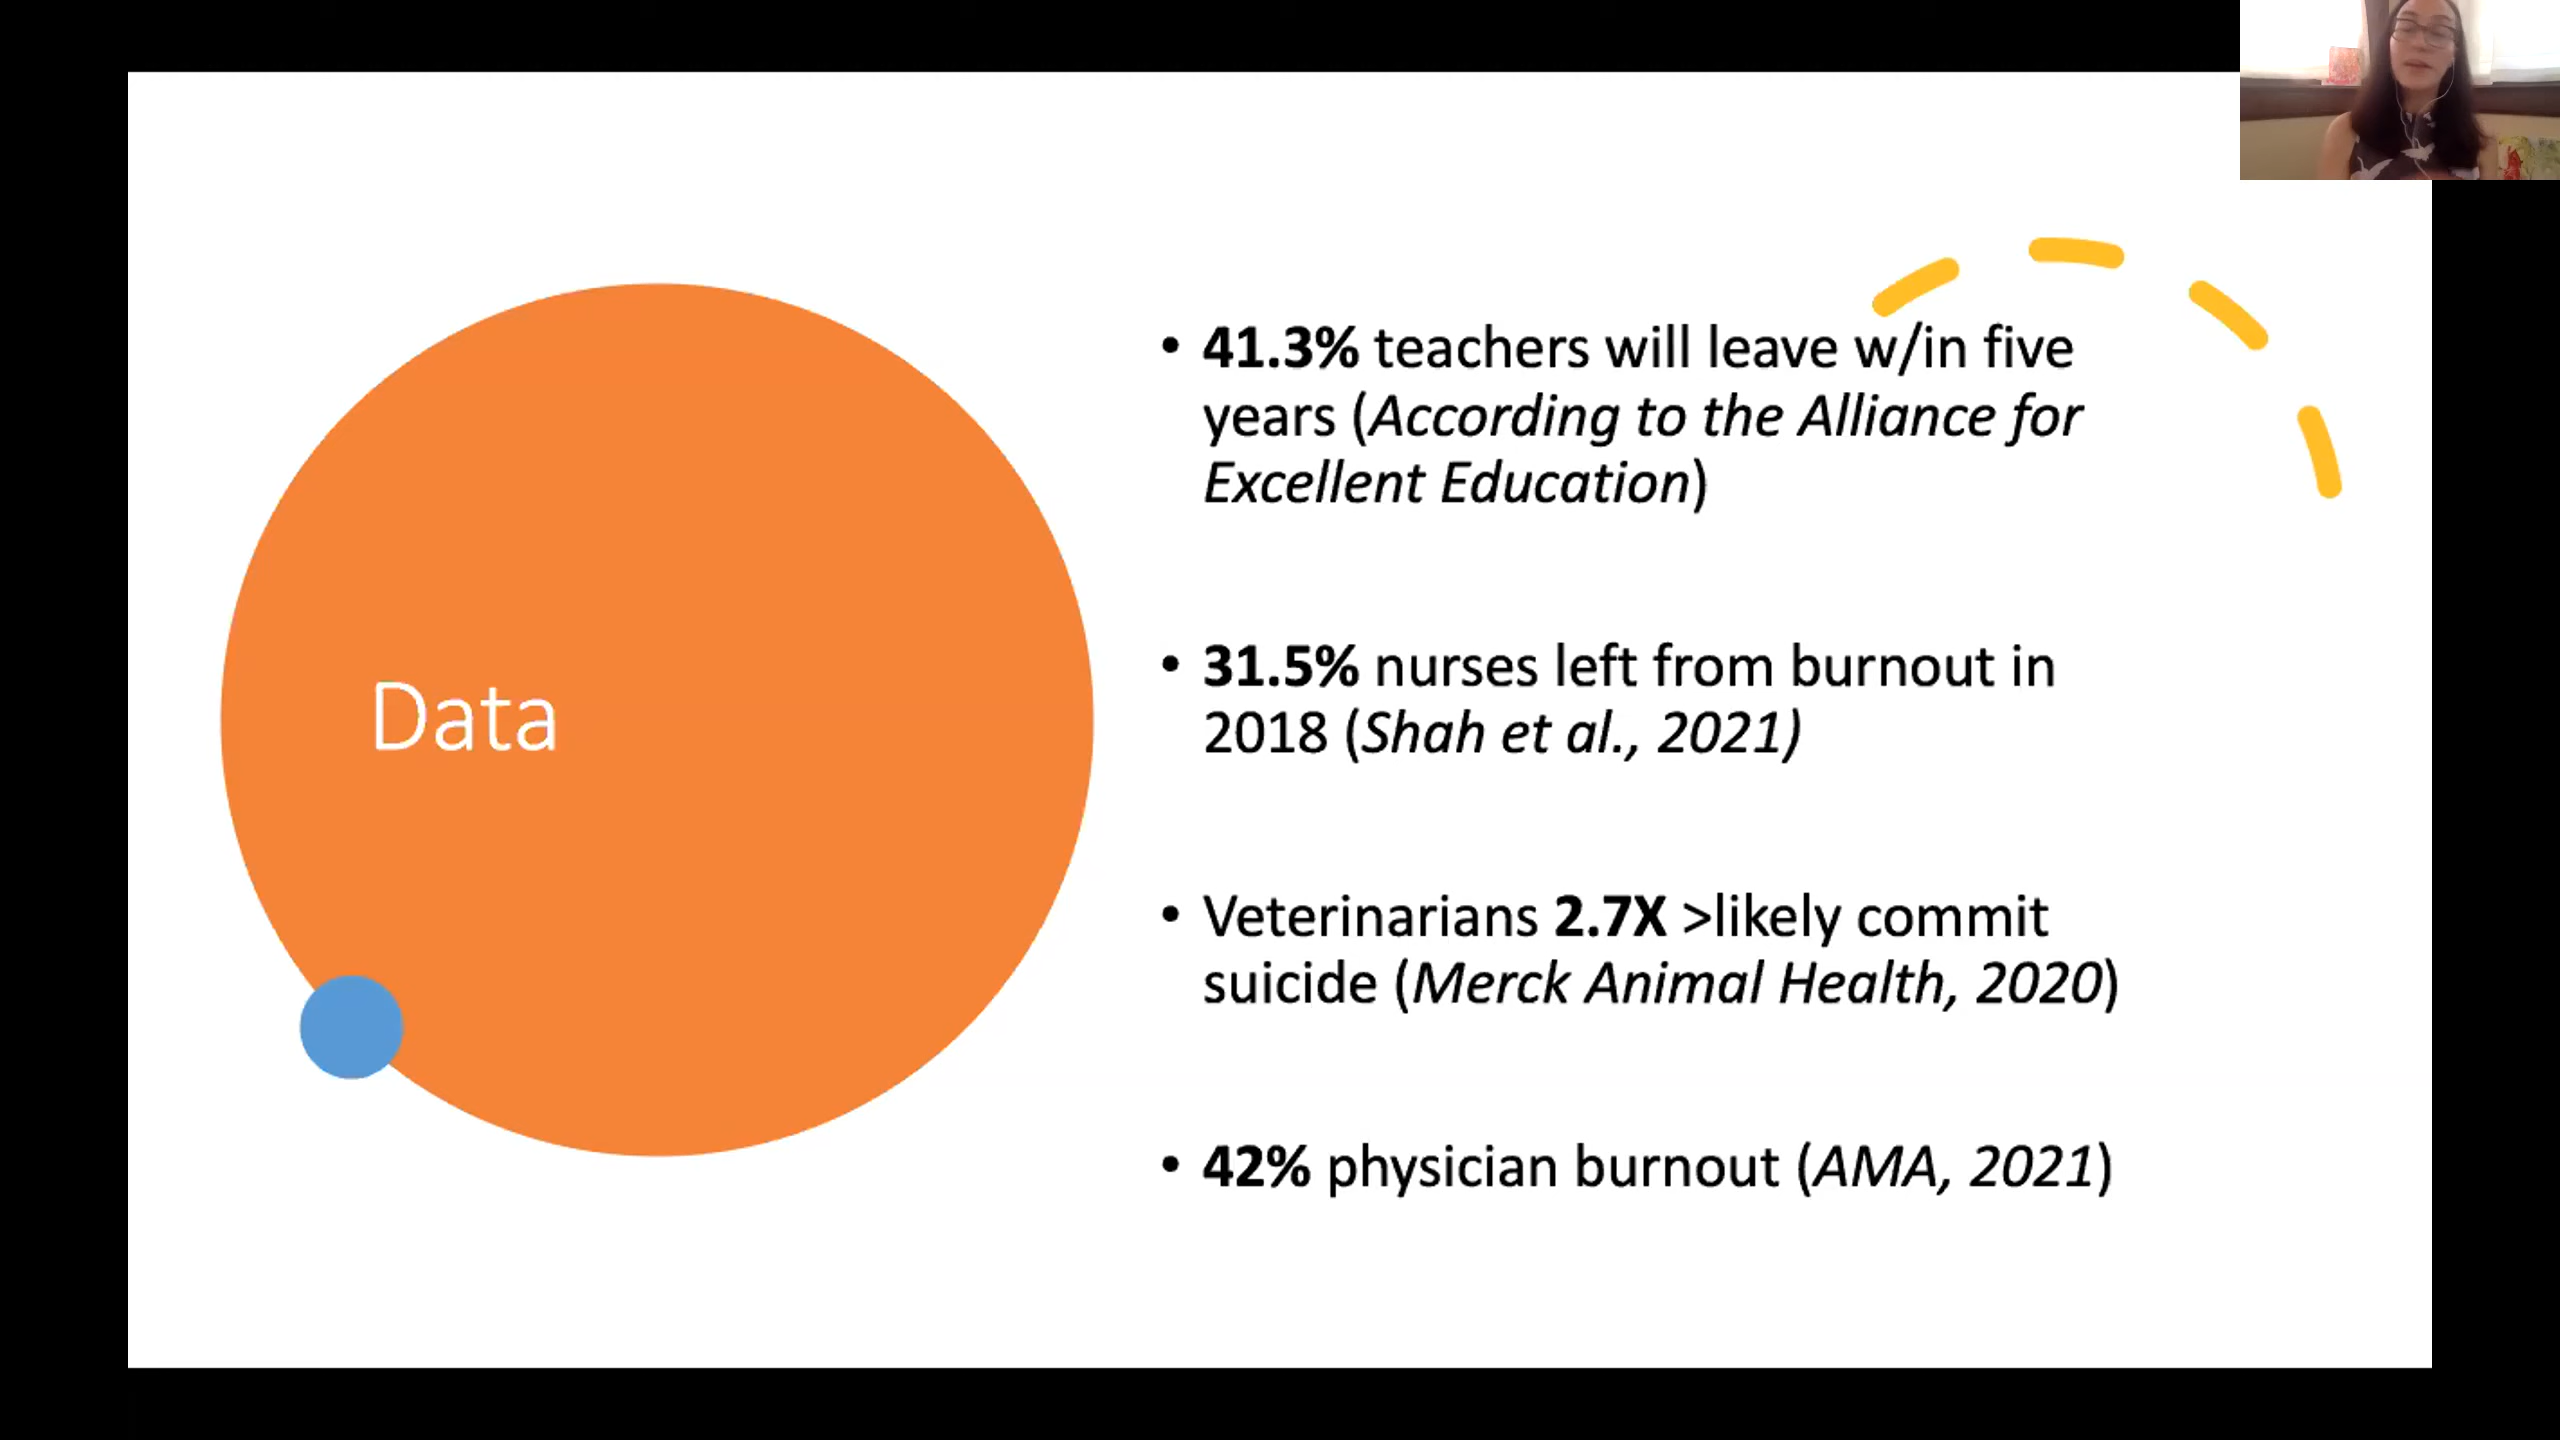 Data
• 41.3% teachers will leave w/in five
years (According to the Alliance for
Excellent Education)
• 31.5% nurses left from burnout in
2018 (Shah et al., 2021)
• Veterinarians 2.7X >likely commit
suicide (Merck Animal Health, 2020)
• 42% physician burnout (AMA, 2021)